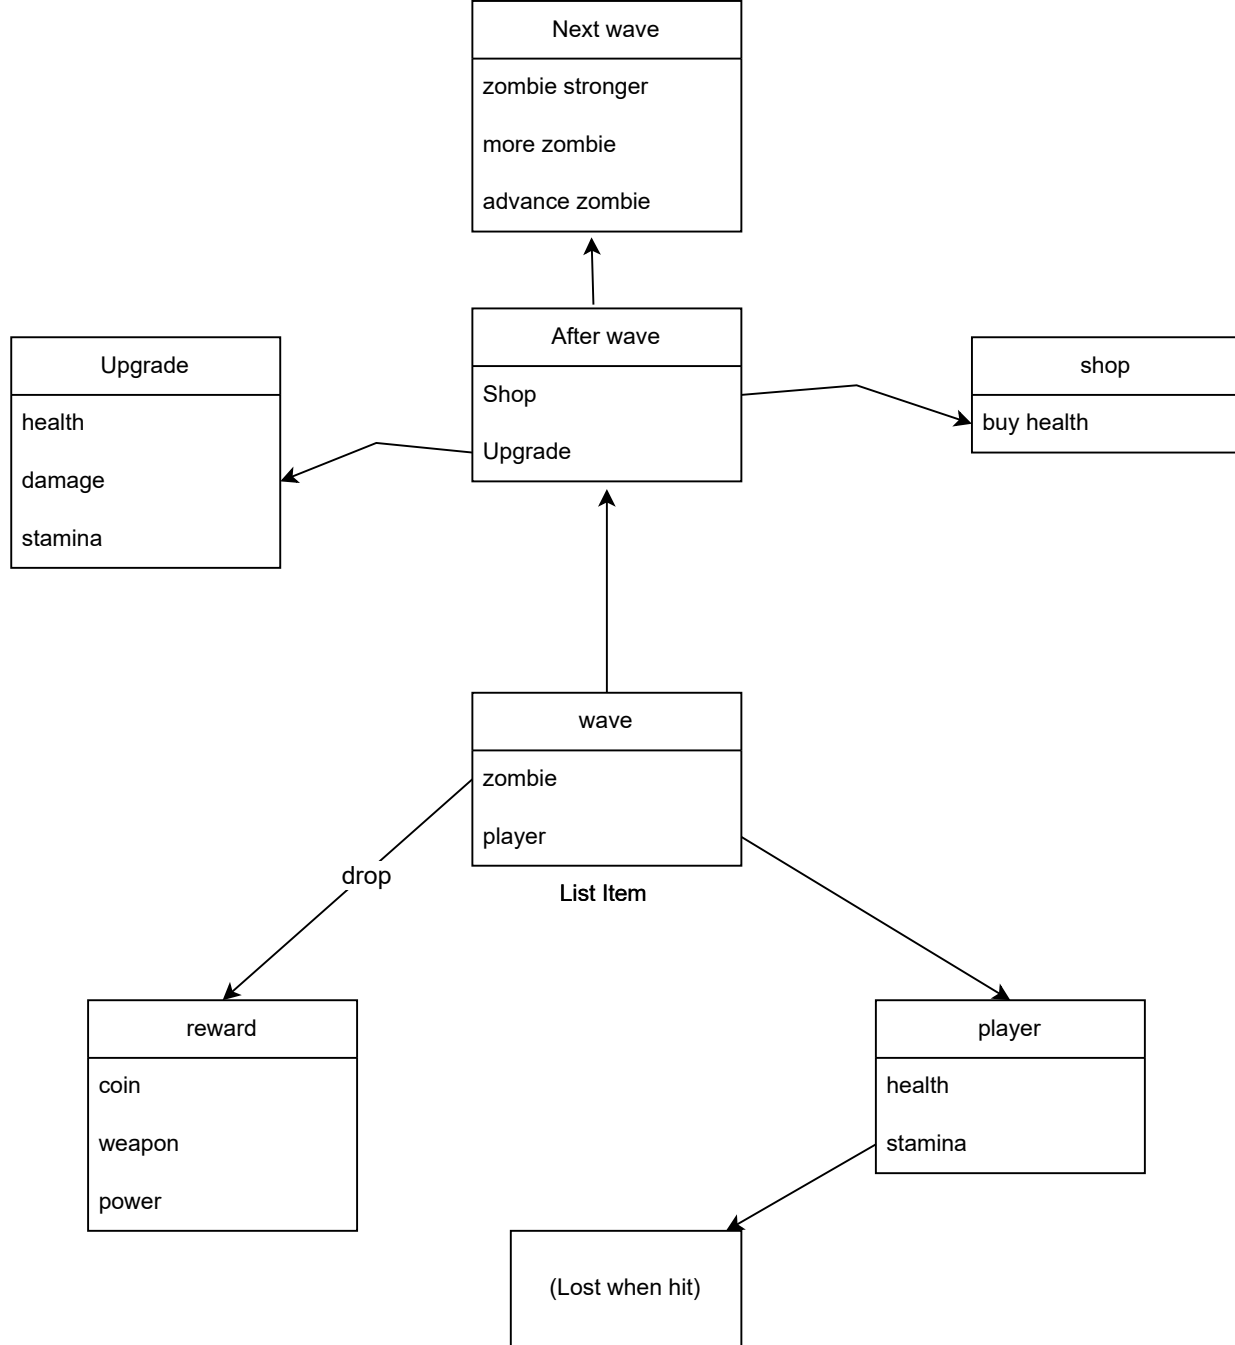 Next wave
zombie stronger
more zombie
advance zombie
After wave
Shop
Upgrade
Upgrade
health
damage
stamina
shop
buy health
wave
zombie
player
List Item
drop
reward
coin
weapon
power
player
health
stamina
(Lost when hit)